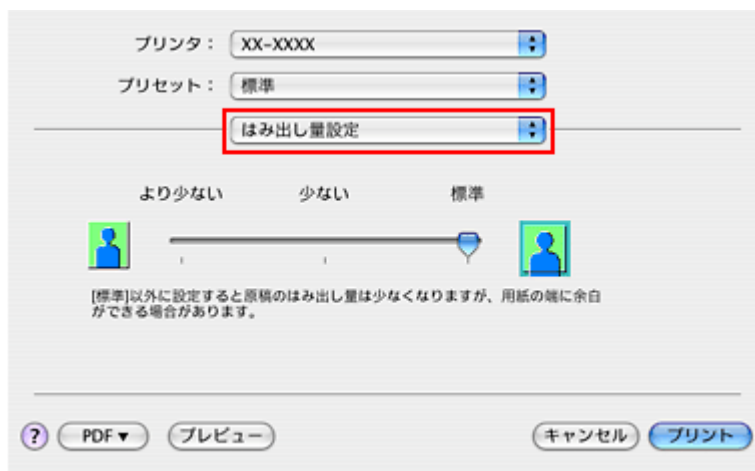 プリンタ： XX-XXXX
プリセット： 標準
はみ出し量設定
より少ない 少ない 標準
[標準]以外に設定すると原稿のはみ出し量は少なくなりますが、用紙の端に余白
ができる場合があります。
? PDF▼ プレビュー キャンセル プリント